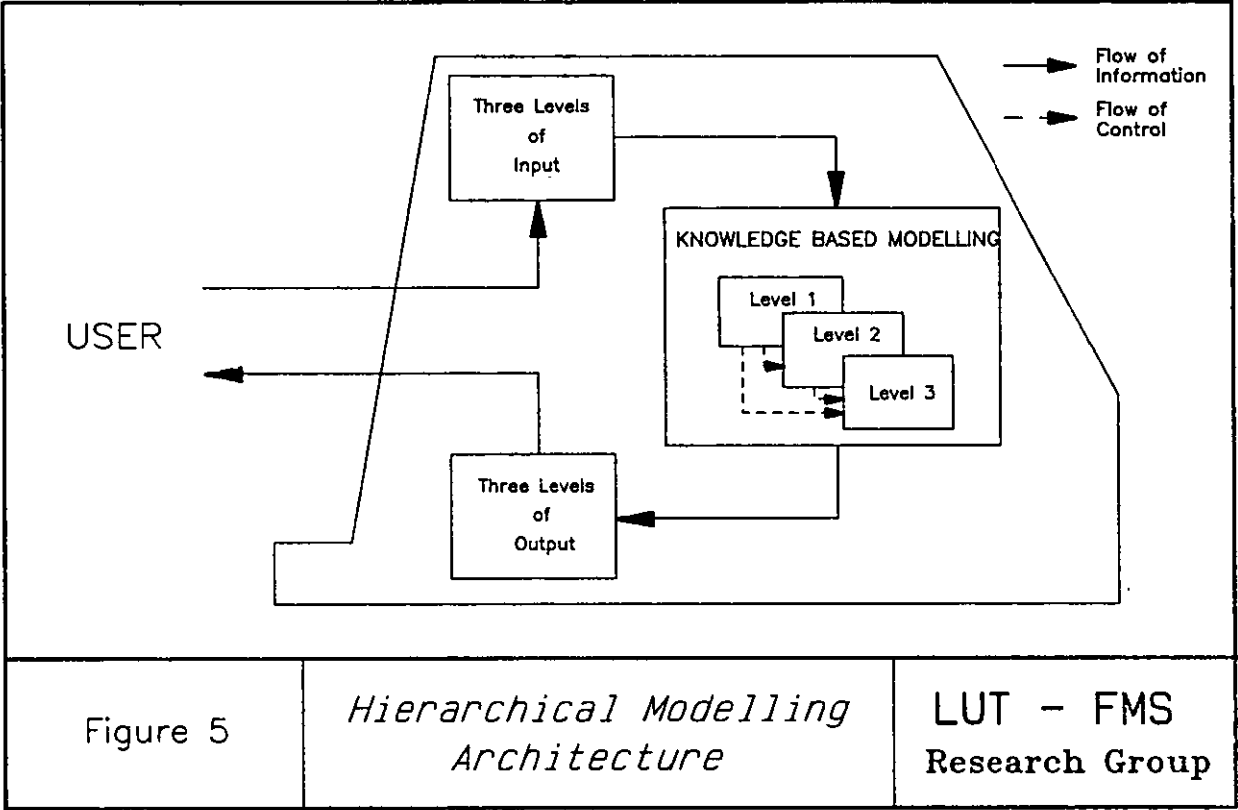 Flow of
Information
Flow of
Control
Three Levels
of
Input
KNOWLEDGE BASED MODELLING
Level 1
Level 2
Level 3
USER
Three Levels
of
Output
Figure 5
Hierarchical Modelling
Architecture
LUT - FMS
Research Group